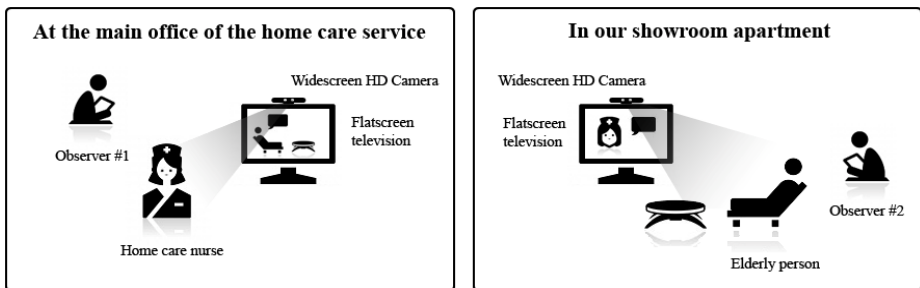 At the main office of the home care service
Widescreen HD Camera
Flatscreen
television
Observer #1
Home care nurse
In our showroom apartment
Widescreen HD Camera
Flatscreen
television
Observer #2
Elderly person